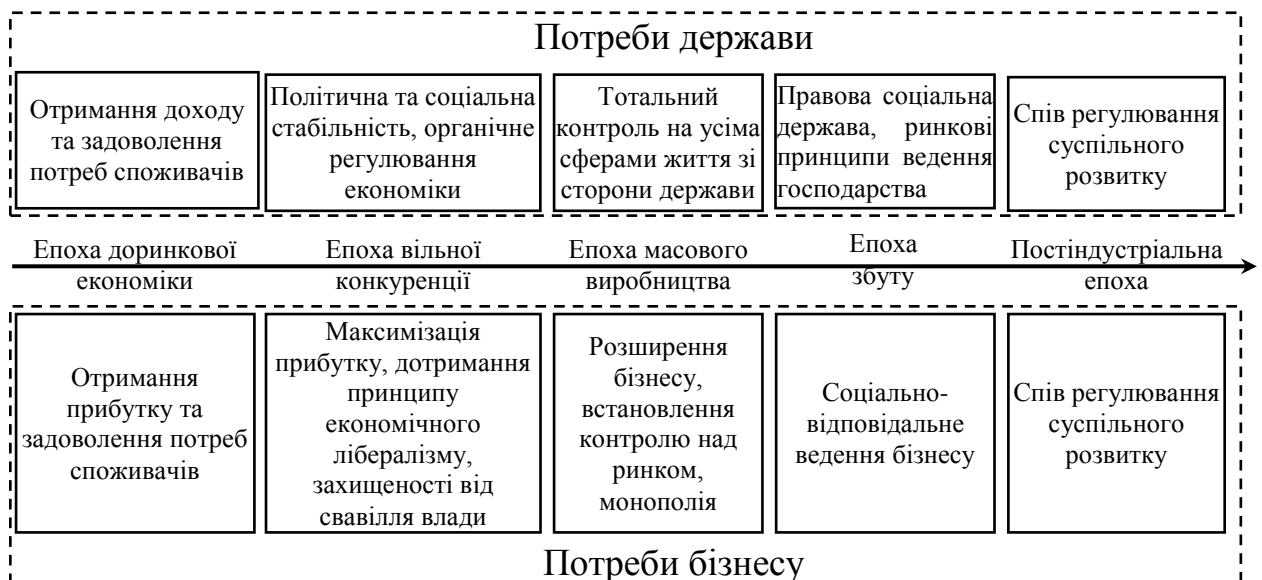 Потреби держави
Отримання доходу
та задоволення
потреб споживачів
Політична та соціальна
стабільність, органічне
регулювання
економіки
Тотальний
контроль на усіма
сферами життя зі
сторони держави
Правова соціальна
держава, ринкові
принципи ведення
господарства
Спів регулювання
суспільного
розвитку
Епоха доринкової
економіки
Епоха вільної
конкуренції
Епоха масового
виробництва
Епоха
збуту
Постіндустріальна
епоха
Отримання
прибутку та
задоволення потреб
споживачів
Максимізація
прибутку, дотримання
принципу
економічного
лібералізму,
захищеності від
свавілля влади
Розширення
бізнесу,
встановлення
контролю над
ринком,
монополія
Соціально-
відповідальне
ведення бізнесу
Спів регулювання
суспільного
розвитку
Потреби бізнесу